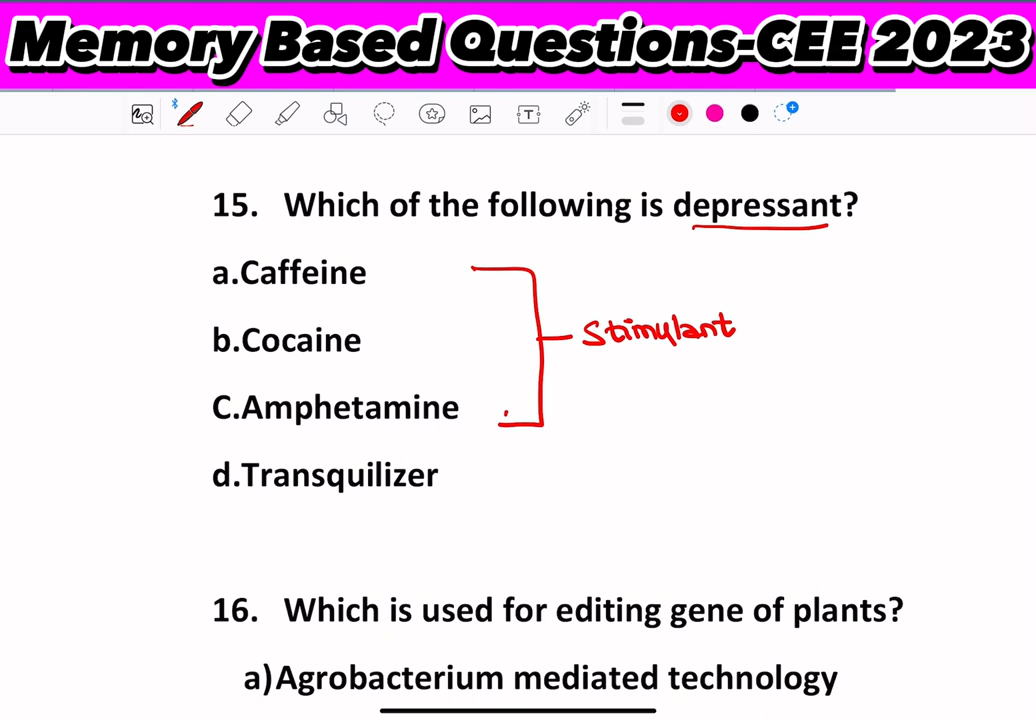 Memory Based Questions-CEE 2023
T
15. Which of the following is depressant?
a.Caffeine
b.Cocaine
Stimulant
C.Amphetamine
d.Transquilizer
16. Which is used for editing gene of plants?
a)Agrobacterium mediated technology